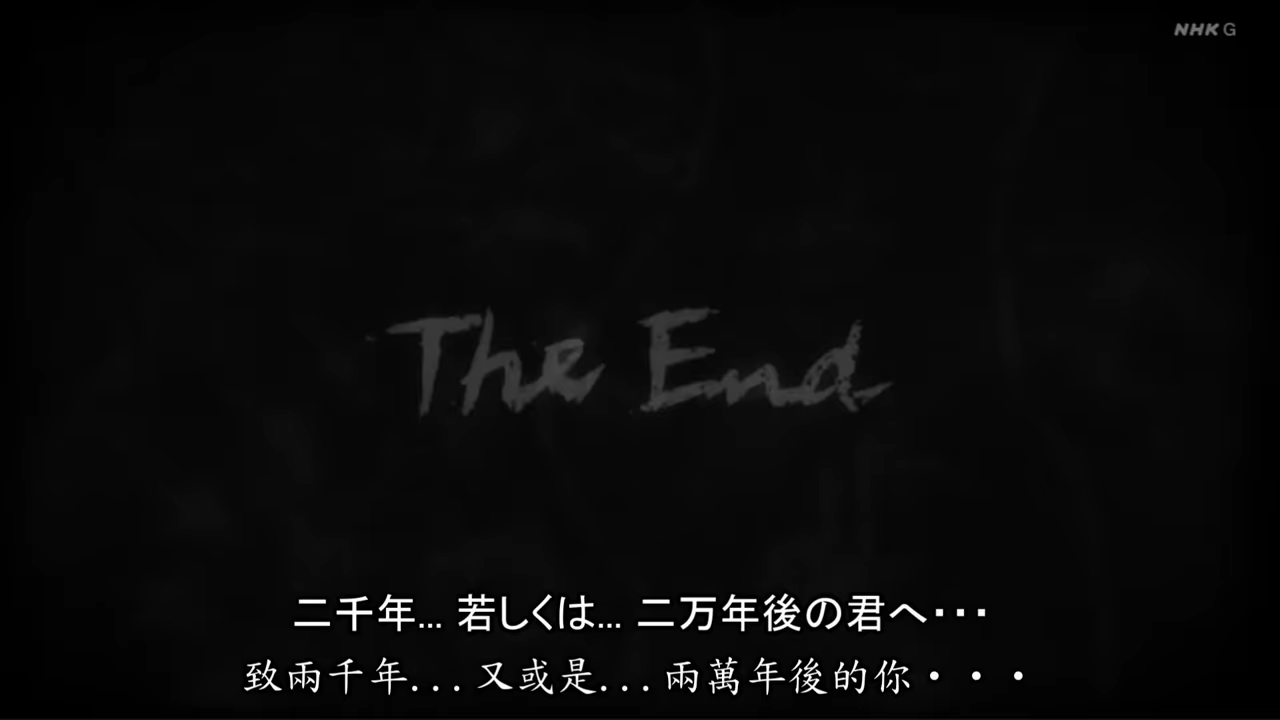 NHK G
The End
二千年... 若しくは... 二万年後の君へ･･･
致兩千年...又或是...兩萬年後的你・・・